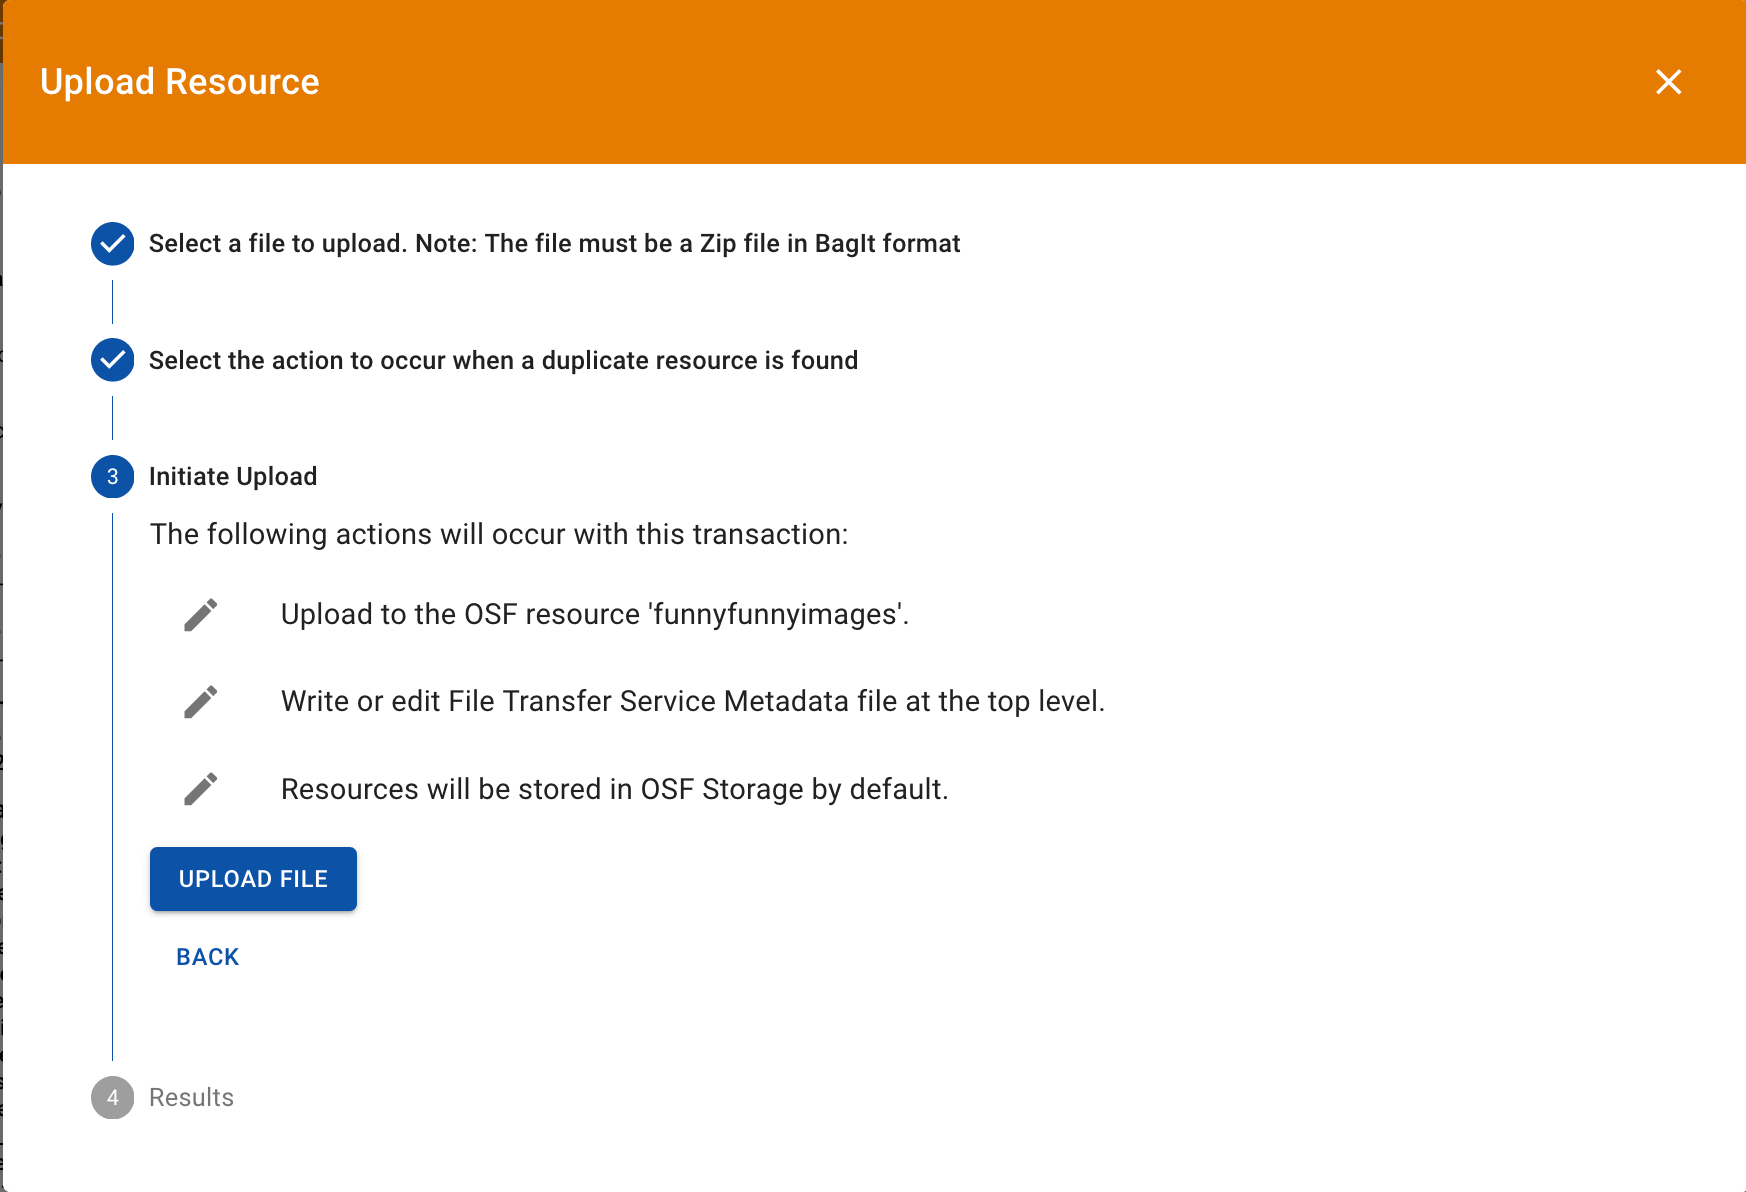 Upload Resource
Select a file to upload. Note: The file must be a Zip file in BagIt format
Select the action to occur when a duplicate resource is found
3 Initiate Upload
The following actions will occur with this transaction:
Upload to the OSF resource 'funnyfunnyimages'.
Write or edit File Transfer Service Metadata file at the top level.
Resources will be stored in OSF Storage by default.
UPLOAD FILE
BACK
4 Results